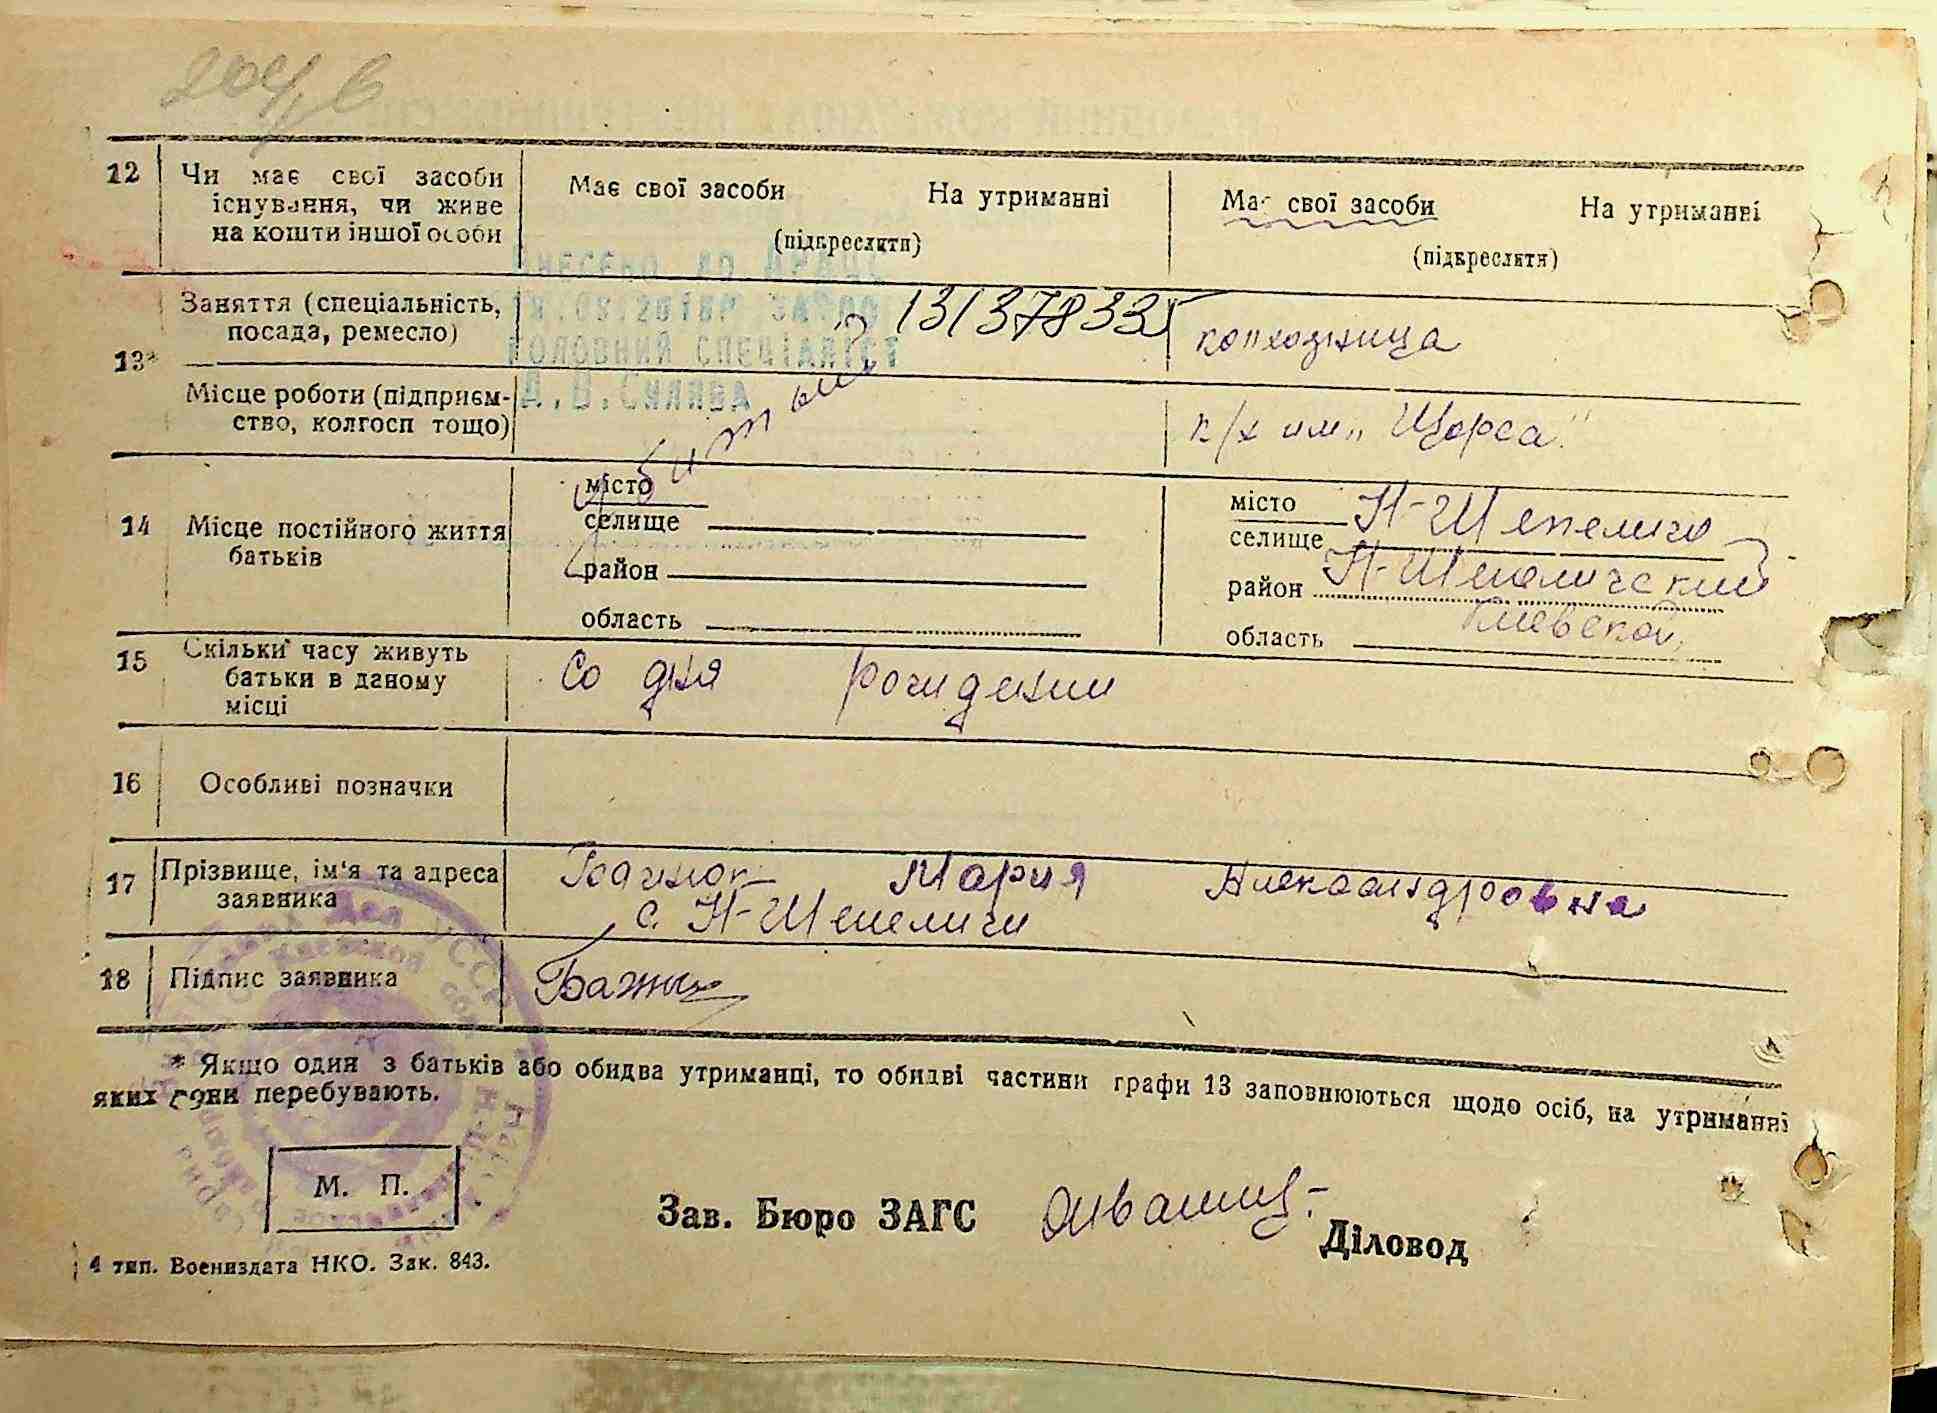 204, в
12 Чи має свої засоби існування, чи живе на кошти іншої особи
Має свої засоби На утриманні
(підкреслити)
Має свої засоби На утриманні
(підкреслити)
Внесено до
головний спеціаліст
13* Заняття (спеціальність, посада, ремесло)
131378335
колхозница
Місце роботи (підприємство, колгосп тощо)
к/х им „Щорса"
14 Місце постійного життя батьків
місто
селище
район
область
місто
селище Н-Шепеличи
район Н-Шепеличский
область Киевской
15 Скільки часу живуть батьки в даному місці
Со дня рождения
16 Особливі позначки
17 Прізвище, ім'я та адреса заявника
Мария Александровна
с. Н-Шепеличи
18 Підпис заявника
* Якщо один з батьків або обидва утриманці, то обидві частини графи 13 заповнюються щодо осіб, на утриманні
яких вони перебувають.
М. П.
Зав. Бюро ЗАГС
Діловод
4 тип. Воениздата НКО. Зак. 843.